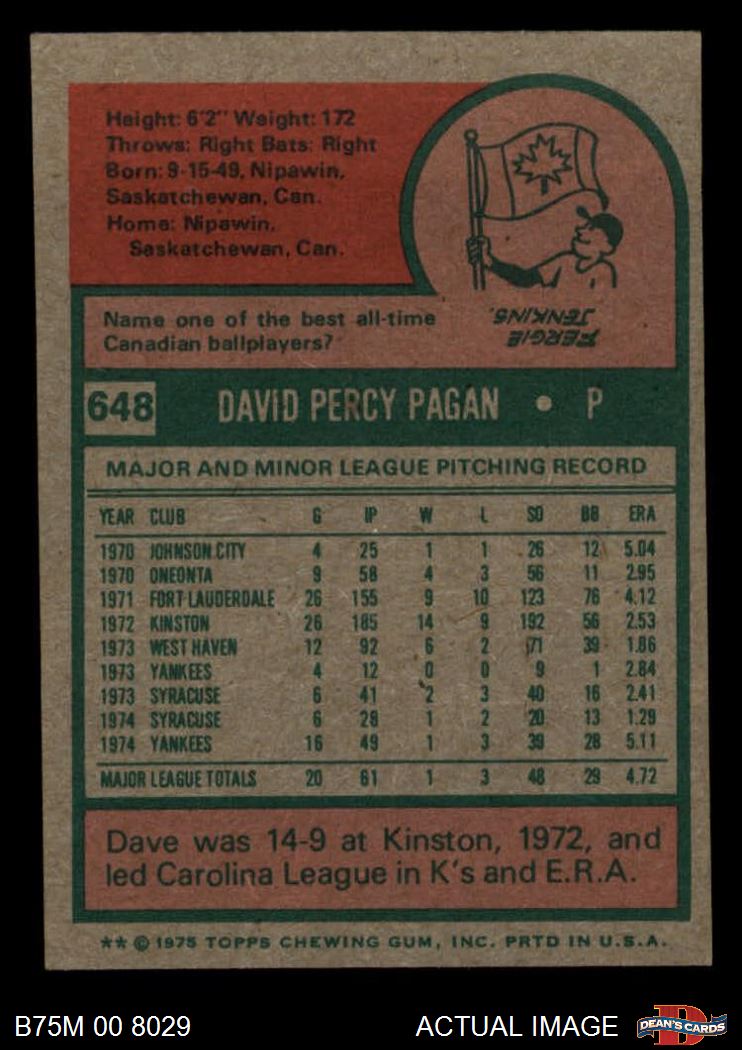 Height: 6'2" Weight: 172
Throws: Right Bats: Right
Born: 9-15-49, Nipawin,
Saskatchewan, Can.
Home: Nipawin,
Saskatchewan, Can.
Name one of the best all-time
Canadian ballplayers?
FERGIE
JENKINS.
648 DAVID PERCY PAGAN • P
MAJOR AND MINOR LEAGUE PITCHING RECORD
YEAR CLUB G IP W L SO BB ERA
1970 JOHNSON CITY 4 25 1 1 26 12 5.04
1970 ONEONTA 9 58 4 3 56 11 2.95
1971 FORT LAUDERDALE 26 155 9 10 123 76 4.12
1972 KINSTON 26 185 14 9 192 56 2.53
1973 WEST HAVEN 12 92 6 2 71 39 1.86
1973 YANKEES 4 12 0 0 9 1 2.84
1973 SYRACUSE 6 41 2 3 40 16 2.41
1974 SYRACUSE 6 28 1 2 20 13 1.29
1974 YANKEES 16 49 1 3 39 28 5.11
MAJOR LEAGUE TOTALS 20 61 1 3 48 29 4.72
Dave was 14-9 at Kinston, 1972, and
led Carolina League in K's and E.R.A.
** © 1975 TOPPS CHEWING GUM, INC. PRTD IN U.S.A.
B75M 00 8029 ACTUAL IMAGE
D
DEAN'S CARDS